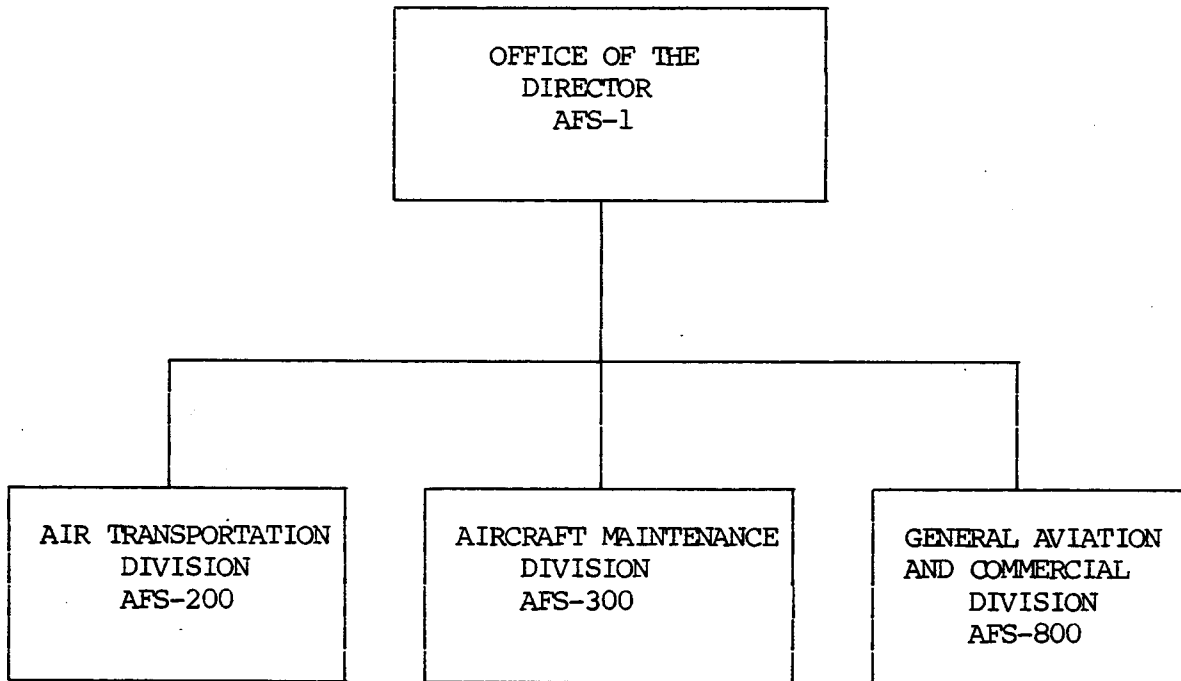 OFFICE OF THE
DIRECTOR
AFS-1
AIR TRANSPORTATION
DIVISION
AFS-200
AIRCRAFT MAINTENANCE
DIVISION
AFS-300
GENERAL AVIATION
AND COMMERCIAL
DIVISION
AFS-800